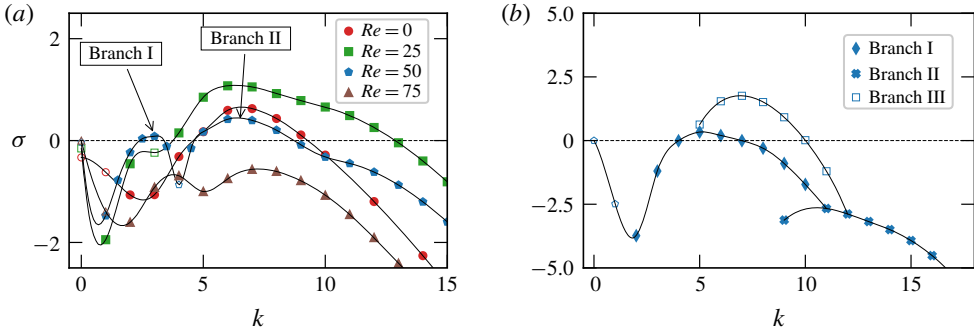 (a)
2
0
−2
σ
0
5
10
15
k
Branch I
Branch II
Re = 0
Re = 25
Re = 50
Re = 75
(b)
5.0
2.5
0
−2.5
−5.0
0
5
10
15
k
Branch I
Branch II
Branch III